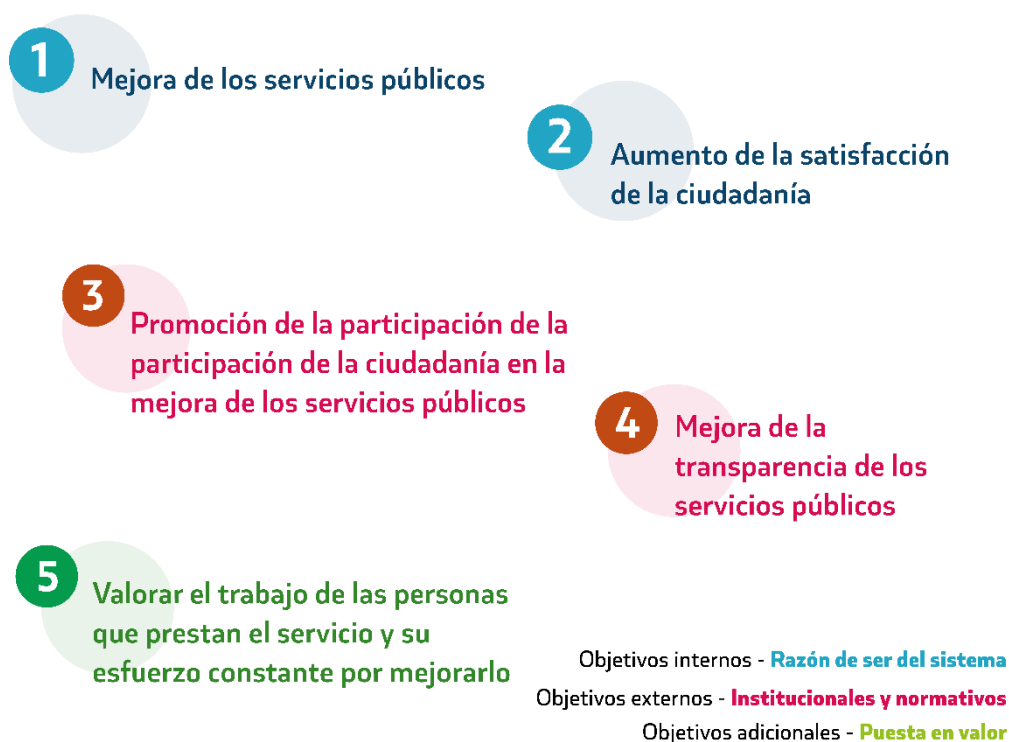 1
Mejora de los servicios públicos
2
Aumento de la satisfacción
de la ciudadanía
3
Promoción de la participación de la
participación de la ciudadanía en la
mejora de los servicios públicos
4
Mejora de la
transparencia de los
servicios públicos
5
Valorar el trabajo de las personas
que prestan el servicio y su
esfuerzo constante por mejorarlo
Objetivos internos - Razón de ser del sistema
Objetivos externos - Institucionales y normativos
Objetivos adicionales - Puesta en valor